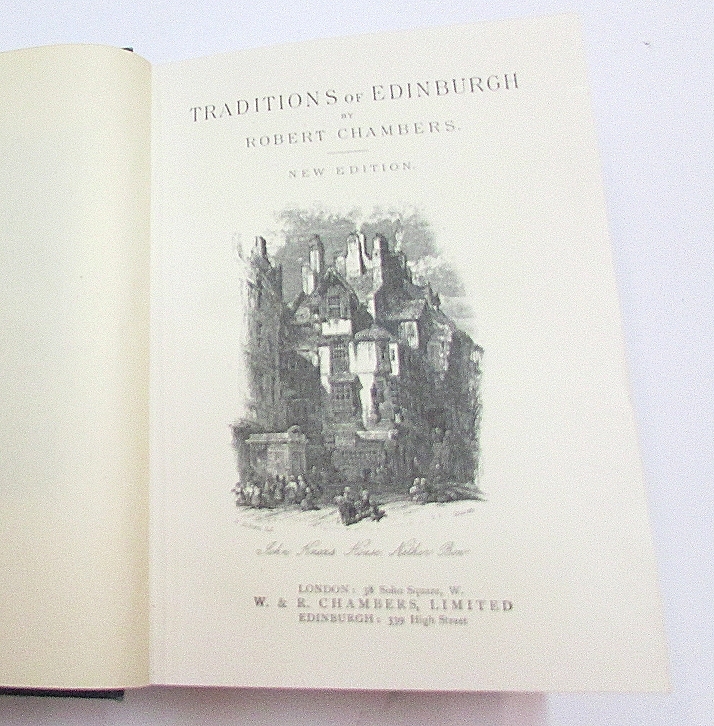 TRADITIONS OF EDINBURGH
BY
ROBERT CHAMBERS.
NEW EDITION.
John Knoxs House, Nether Bow
LONDON: 38 Soho Square, W.
W. & R. CHAMBERS, LIMITED
EDINBURGH: 339 High Street